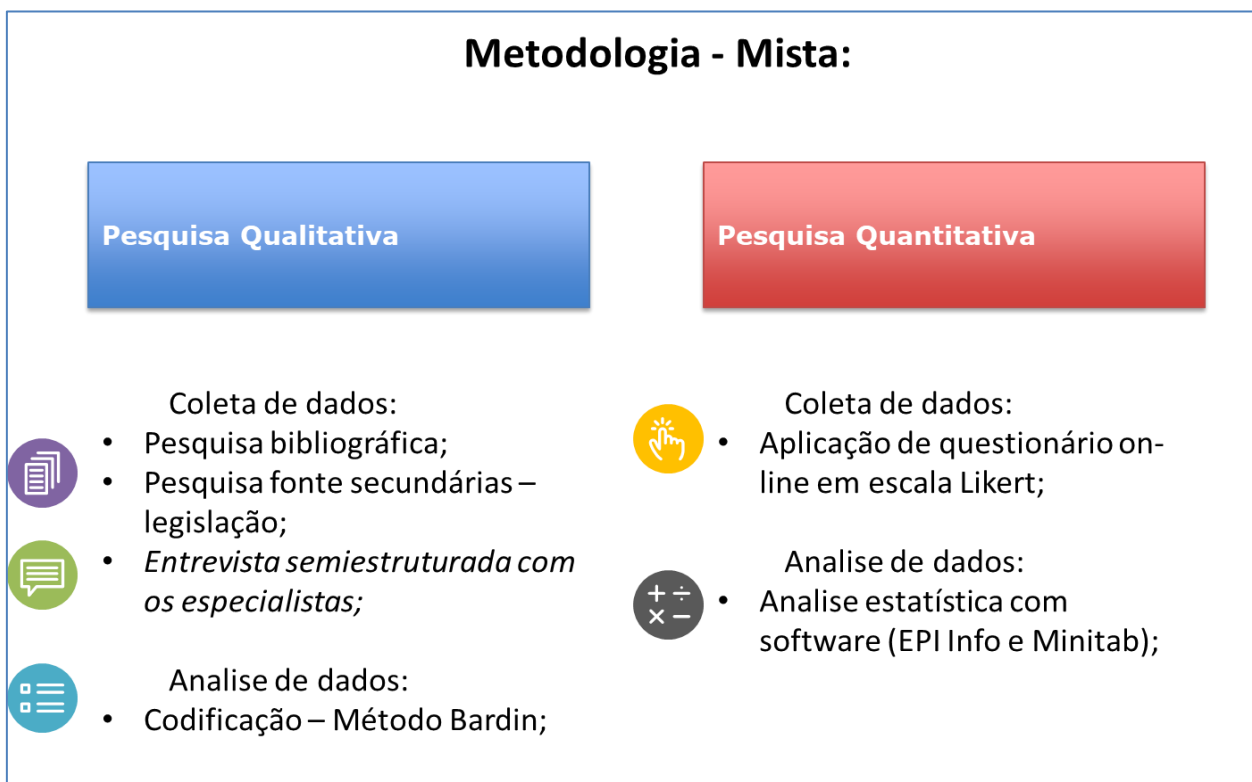 Metodologia - Mista:
Pesquisa Qualitativa
Coleta de dados:
• Pesquisa bibliográfica;
• Pesquisa fonte secundárias –
legislação;
• Entrevista semiestruturada com
os especialistas;
Analise de dados:
• Codificação – Método Bardin;
Pesquisa Quantitativa
Coleta de dados:
• Aplicação de questionário on-
line em escala Likert;
Analise de dados:
• Analise estatística com
software (EPI Info e Minitab);